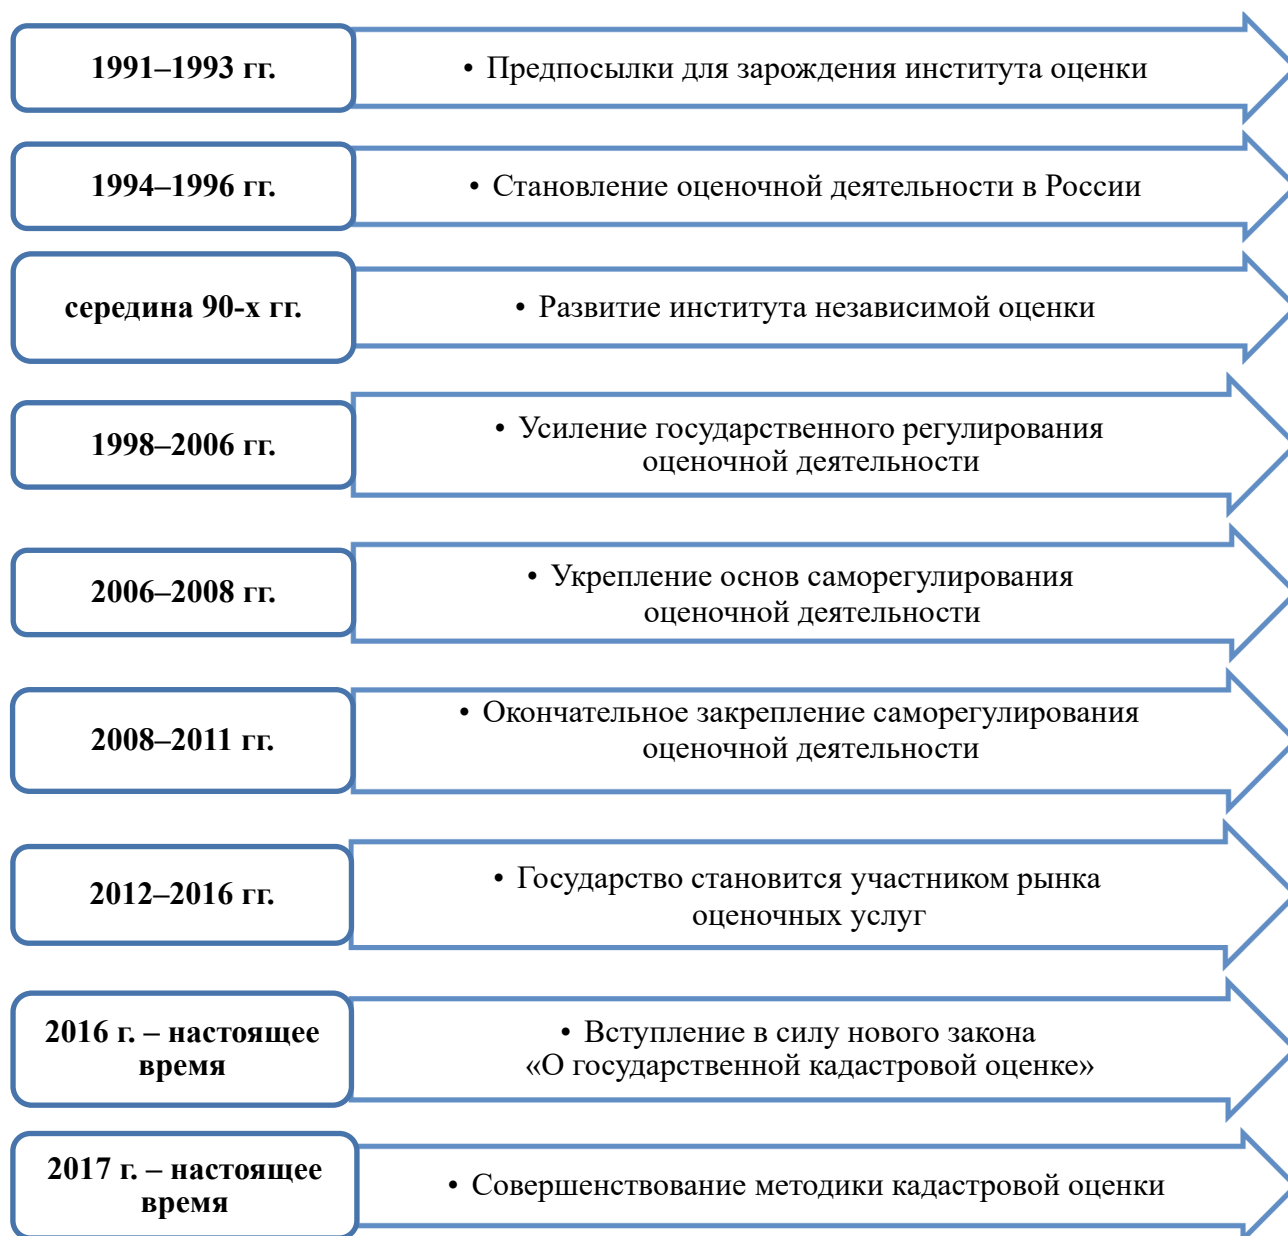 1991–1993 гг.
• Предпосылки для зарождения института оценки
1994–1996 гг.
• Становление оценочной деятельности в России
середина 90-х гг.
• Развитие института независимой оценки
1998–2006 гг.
• Усиление государственного регулирования
оценочной деятельности
2006–2008 гг.
• Укрепление основ саморегулирования
оценочной деятельности
2008–2011 гг.
• Окончательное закрепление саморегулирования
оценочной деятельности
2012–2016 гг.
• Государство становится участником рынка
оценочных услуг
2016 г. – настоящее
время
• Вступление в силу нового закона
«О государственной кадастровой оценке»
2017 г. – настоящее
время
• Совершенствование методики кадастровой оценки